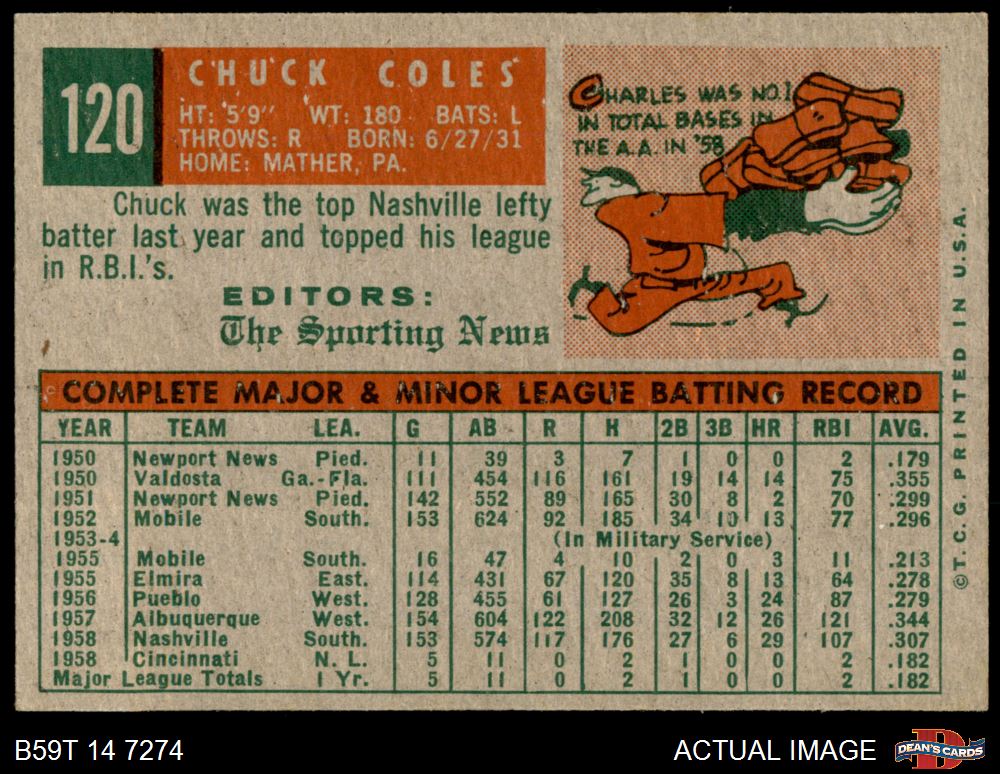 120
CHUCK COLES
HT: 5'9" WT: 180 BATS: L
THROWS: R BORN: 6/27/31
HOME: MATHER, PA.
CHARLES WAS NO.1
IN TOTAL BASES IN
THE A.A. IN '58
Chuck was the top Nashville lefty
batter last year and topped his league
in R.B.I.'s.
EDITORS:
The Sporting News
COMPLETE MAJOR & MINOR LEAGUE BATTING RECORD
YEAR TEAM LEA. G AB R H 2B 3B HR RBI AVG.
1950 Newport News Pied. 11 39 3 7 1 0 0 2 .179
1950 Valdosta Ga.-Fla. 111 454 116 161 19 14 14 75 .355
1951 Newport News Pied. 142 552 89 165 30 8 2 70 .299
1952 Mobile South. 153 624 92 185 34 10 13 77 .296
1953-4 (In Military Service)
1955 Mobile South. 16 47 4 10 2 0 3 11 .213
1955 Elmira East. 114 431 67 120 35 8 13 64 .278
1956 Pueblo West. 128 455 61 127 26 3 24 87 .279
1957 Albuquerque West. 154 604 122 208 32 12 26 121 .344
1958 Nashville South. 153 574 117 176 27 6 29 107 .307
1958 Cincinnati N. L. 5 11 0 2 1 0 0 2 .182
Major League Totals 1 Yr. 5 11 0 2 1 0 0 2 .182
©T.C.G. PRINTED IN U.S.A.
B59T 14 7274
ACTUAL IMAGE
DEAN'S CARDS